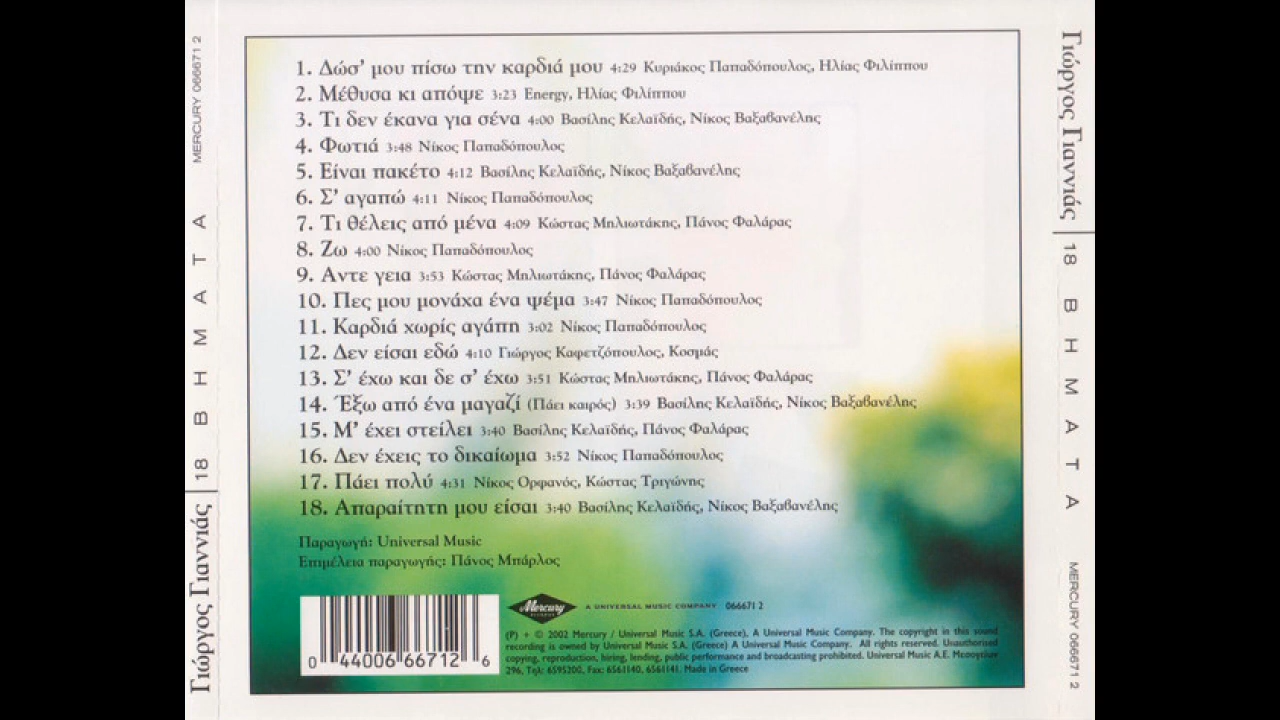 1. Δώσ' μου πίσω την καρδιά μου 4:29 Κυριάκος Παπαδόπουλος, Ηλίας Φιλίππου
2. Μέθυσα κι απόψε 3:23 Energy, Ηλίας Φιλίππου
3. Τι δεν έκανα για σένα 4:00 Βασίλης Κελαϊδής, Νίκος Βαξαβανέλης
4. Φωτιά 3:48 Νίκος Παπαδόπουλος
5. Είναι πακέτο 4:12 Βασίλης Κελαϊδής, Νίκος Βαξαβανέλης
6. Σ' αγαπώ 4:11 Νίκος Παπαδόπουλος
7. Τι θέλεις από μένα 4:09 Κώστας Μηλιωτάκης, Πάνος Φαλάρας
8. Ζω 4:00 Νίκος Παπαδόπουλος
9. Αντε γεια 3:53 Κώστας Μηλιωτάκης, Πάνος Φαλάρας
10. Πες μου μονάχα ένα ψέμα 3:47 Νίκος Παπαδόπουλος
11. Καρδιά χωρίς αγάπη 3:02 Νίκος Παπαδόπουλος
12. Δεν είσαι εδώ 4:10 Γιώργος Καφετζόπουλος, Κοσμάς
13. Σ' έχω και δε σ' έχω 3:51 Κώστας Μηλιωτάκης, Πάνος Φαλάρας
14. Έξω από ένα μαγαζί (Πάει καιρός) 3:39 Βασίλης Κελαϊδής, Νίκος Βαξαβανέλης
15. Μ' έχει στείλει 3:40 Βασίλης Κελαϊδής, Πάνος Φαλάρας
16. Δεν έχεις το δικαίωμα 3:52 Νίκος Παπαδόπουλος
17. Πάει πολύ 4:31 Νίκος Ορφανός, Κώστας Τριγώνης
18. Απαραίτητη μου είσαι 3:40 Βασίλης Κελαϊδής, Νίκος Βαξαβανέλης
Παραγωγή: Universal Music
Επιμέλεια παραγωγής: Πάνος Μπάρλος
Mercury RECORDS A UNIVERSAL MUSIC COMPANY 066671 2
(P) + © 2002 Mercury / Universal Music S.A. (Greece), A Universal Music Company. The copyright in this sound
recording is owned by Universal Music S.A. (Greece) A Universal Music Company. All rights reserved. Unauthorised
copying, reproduction, hiring, lending, public performance and broadcasting prohibited. Universal Music A.E. Μεσογείων
296, Τηλ: 6595200, Fax: 6561140, 6561141. Made in Greece
0 44006 66712 6
Γιώργος Γιαννιάς 18 ΒΗΜΑΤΑ MERCURY 066671 2
Γιώργος Γιαννιάς 18 ΒΗΜΑΤΑ MERCURY 066671 2